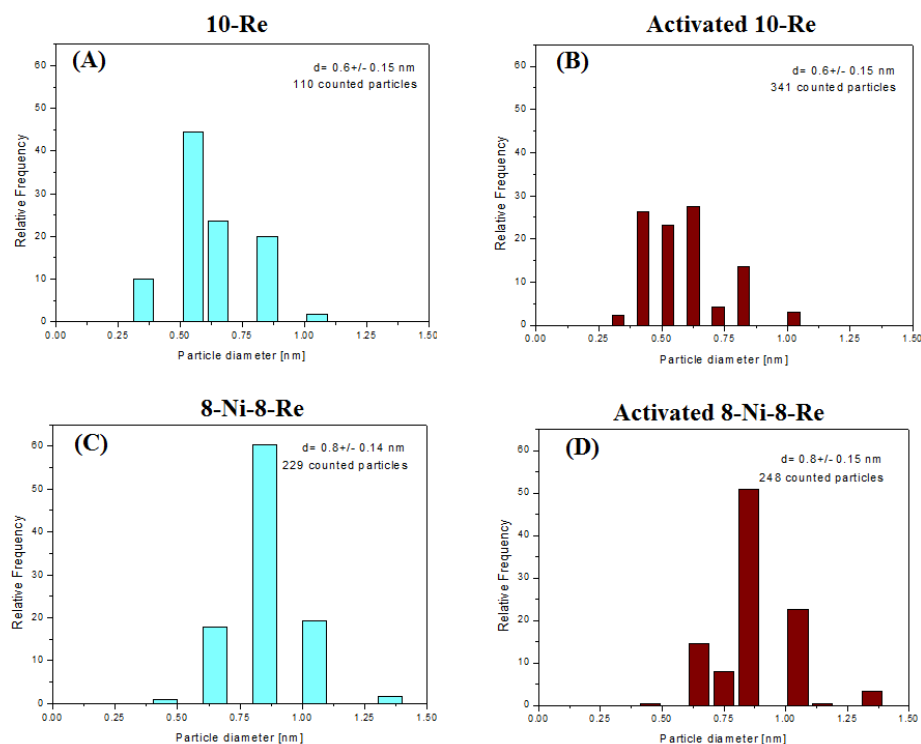 10-Re
(A)
d= 0.6+/- 0.15 nm
110 counted particles
Relative Frequency
60
50
40
30
20
10
0
0.00 0.25 0.50 0.75 1.00 1.25 1.50
Particle diameter [nm]
Activated 10-Re
(B)
d= 0.6+/- 0.15 nm
341 counted particles
Relative Frequency
60
50
40
30
20
10
0
0.00 0.25 0.50 0.75 1.00 1.25 1.50
Particle diameter [nm]
8-Ni-8-Re
(C)
d= 0.8+/- 0.14 nm
229 counted particles
Relative Frequency
60
50
40
30
20
10
0
0.00 0.25 0.50 0.75 1.00 1.25 1.50
Particle diameter [nm]
Activated 8-Ni-8-Re
(D)
d= 0.8+/- 0.15 nm
248 counted particles
Relative Frequency
60
50
40
30
20
10
0
0.00 0.25 0.50 0.75 1.00 1.25 1.50
Particle diameter [nm]